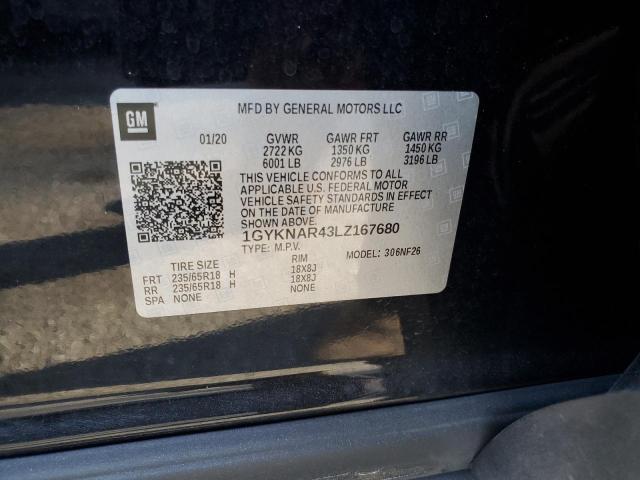 GM
MFD BY GENERAL MOTORS LLC
01/20 GVWR GAWR FRT GAWR RR
2722 KG 1350 KG 1450 KG
6001 LB 2976 LB 3196 LB
THIS VEHICLE CONFORMS TO ALL
APPLICABLE U.S. FEDERAL MOTOR
VEHICLE SAFETY STANDARDS IN EFFECT
ON THE DATE OF MANUFACTURE
SHOWN ABOVE.
1GYKNAR43LZ167680
TYPE: M.P.V. MODEL: 306NF26
TIRE SIZE RIM
FRT 235/65R18 H 18X8J
RR 235/65R18 H 18X8J
SPA NONE NONE